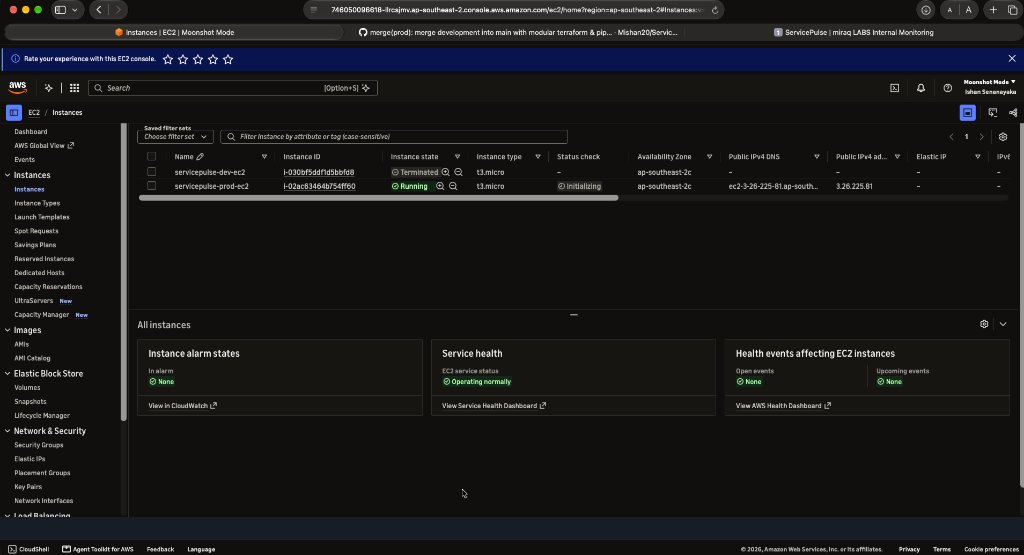 746050096618-llrcsjmv.ap-southeast-2.console.aws.amazon.com/ec2/home?region=ap-southeast-2#Instances:v=
A A
Instances | EC2 | Moonshot Mode
merge(prod): merge development into main with modular terraform & pip... - Mishan20/Servic...
1 ServicePulse | miraq LABS Internal Monitoring
Rate your experience with this EC2 console.
aws
Search [Option+S]
Moonshot Mode
Ishan Senanayaka
EC2 / Instances
Dashboard
AWS Global View
Events
Instances
Instances
Instance Types
Launch Templates
Spot Requests
Savings Plans
Reserved Instances
Dedicated Hosts
Capacity Reservations
UltraServers New
Capacity Manager New
Images
AMIs
AMI Catalog
Elastic Block Store
Volumes
Snapshots
Lifecycle Manager
Network & Security
Security Groups
Elastic IPs
Placement Groups
Key Pairs
Network Interfaces
Load Balancing
Saved filter sets
Choose filter set
Filter Instance by attribute or tag (case-sensitive)
1
Name Instance ID Instance state Instance type Status check Availability Zone Public IPv4 DNS Public IPv4 ad... Elastic IP IPv6
servicepulse-dev-ec2 i-030bf5ddf1d5bbfd8 Terminated t3.micro – ap-southeast-2c – – – –
servicepulse-prod-ec2 i-02ac63464b754ff60 Running t3.micro Initializing ap-southeast-2c ec2-3-26-225-81.ap-south... 3.26.225.81 – –
All instances
Instance alarm states
In alarm
None
View in CloudWatch
Service health
EC2 service status
Operating normally
View Service Health Dashboard
Health events affecting EC2 instances
Open events Upcoming events
None None
View AWS Health Dashboard
CloudShell Agent Toolkit for AWS Feedback Language
© 2026, Amazon Web Services, Inc. or its affiliates. Privacy Terms Cookie preferences